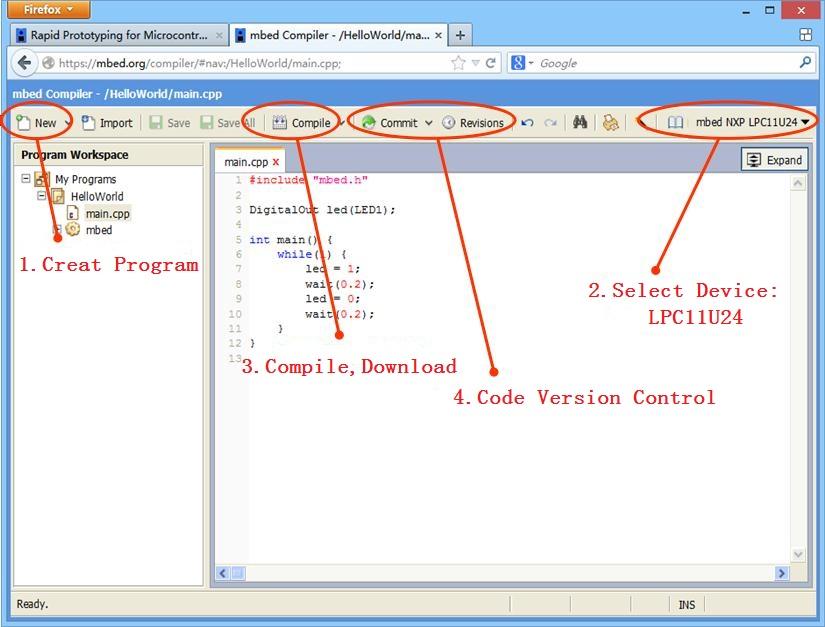 Firefox
Rapid Prototyping for Microcontr...
mbed Compiler - /HelloWorld/ma...
https://mbed.org/compiler/#nav:/HelloWorld/main.cpp;
Google
mbed Compiler - /HelloWorld/main.cpp
New Import Save Save All Compile Commit Revisions mbed NXP LPC11U24
Program Workspace
My Programs
HelloWorld
main.cpp
mbed
1.Creat Program
main.cpp x
Expand
1 #include "mbed.h"
2
3 DigitalOut led(LED1);
4
5 int main() {
6 while(1) {
7 led = 1;
8 wait(0.2);
9 led = 0;
10 wait(0.2);
11 }
12 }
13
2.Select Device:
LPC11U24
3.Compile,Download
4.Code Version Control
Ready.
INS